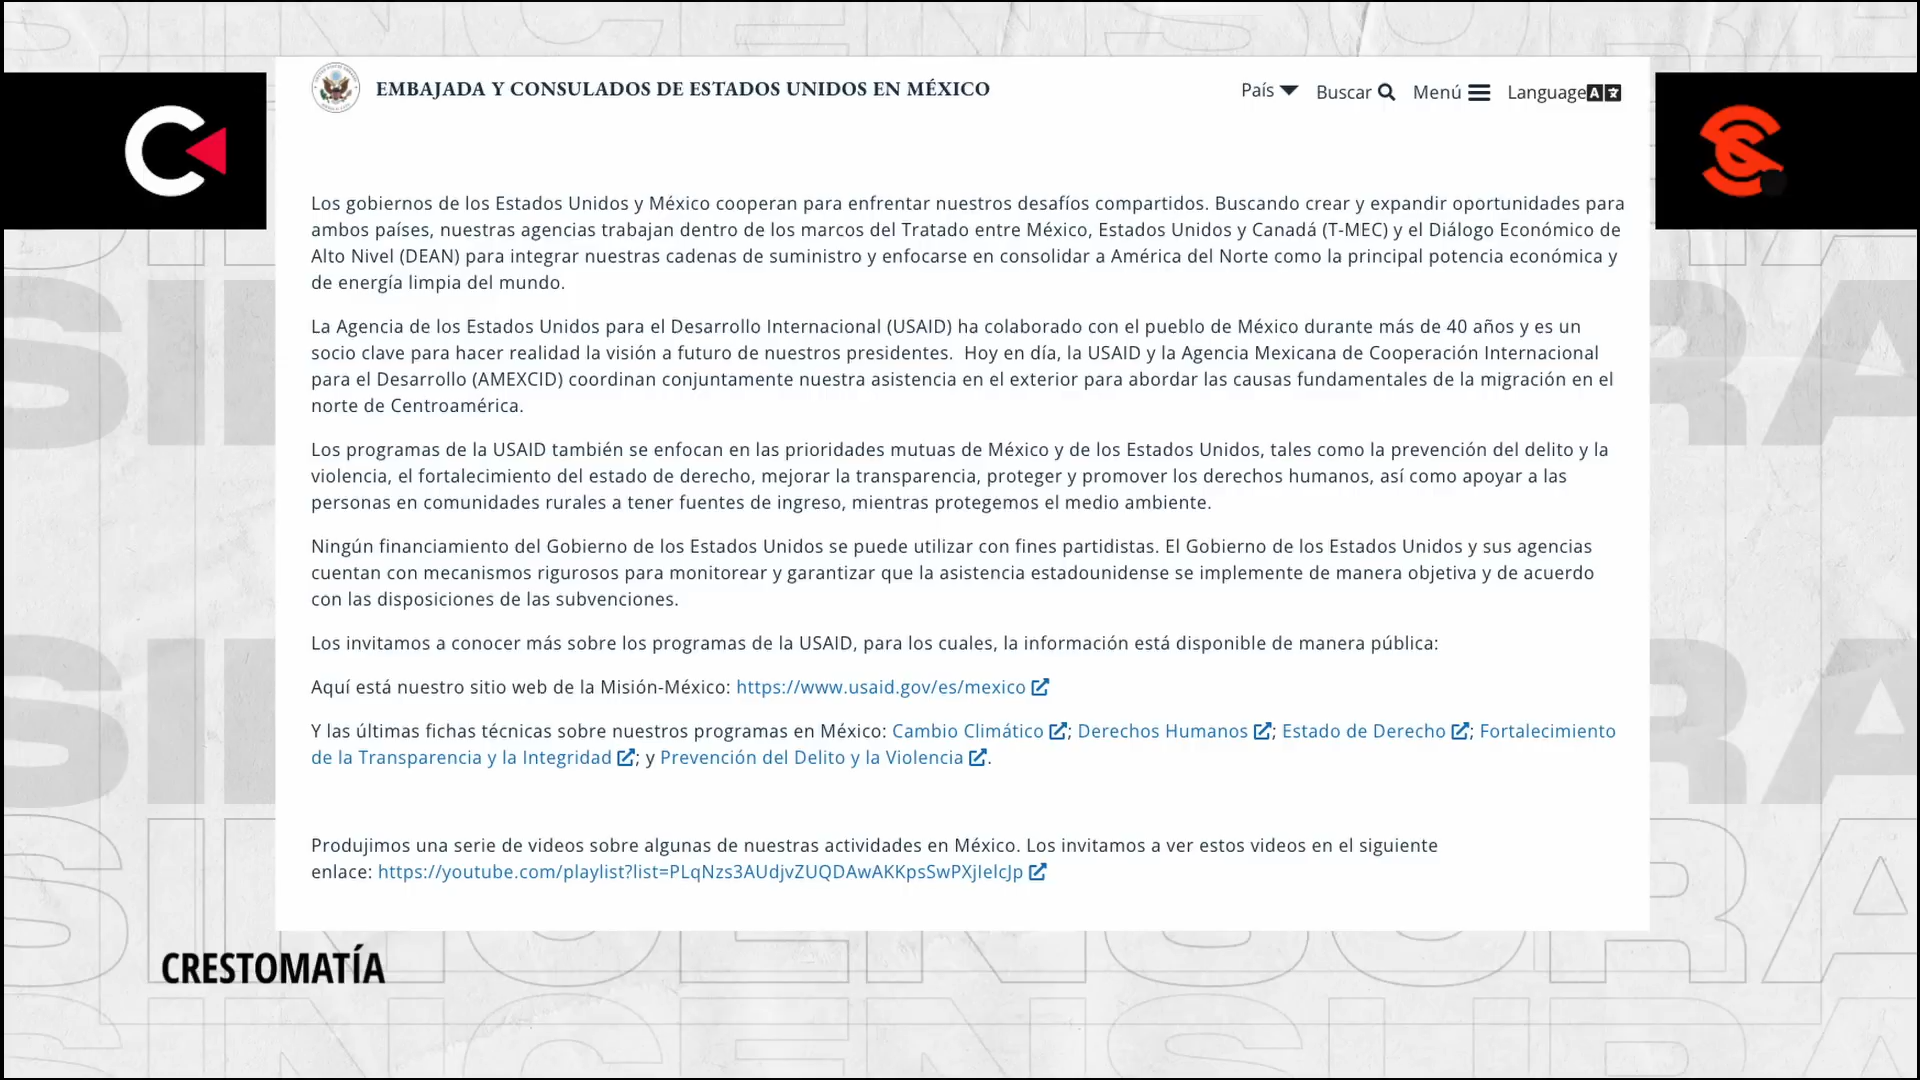 EMBAJADA Y CONSULADOS DE ESTADOS UNIDOS EN MÉXICO
País Buscar Menú Language
Los gobiernos de los Estados Unidos y México cooperan para enfrentar nuestros desafíos compartidos. Buscando crear y expandir oportunidades para
ambos países, nuestras agencias trabajan dentro de los marcos del Tratado entre México, Estados Unidos y Canadá (T-MEC) y el Diálogo Económico de
Alto Nivel (DEAN) para integrar nuestras cadenas de suministro y enfocarse en consolidar a América del Norte como la principal potencia económica y
de energía limpia del mundo.
La Agencia de los Estados Unidos para el Desarrollo Internacional (USAID) ha colaborado con el pueblo de México durante más de 40 años y es un
socio clave para hacer realidad la visión a futuro de nuestros presidentes. Hoy en día, la USAID y la Agencia Mexicana de Cooperación Internacional
para el Desarrollo (AMEXCID) coordinan conjuntamente nuestra asistencia en el exterior para abordar las causas fundamentales de la migración en el
norte de Centroamérica.
Los programas de la USAID también se enfocan en las prioridades mutuas de México y de los Estados Unidos, tales como la prevención del delito y la
violencia, el fortalecimiento del estado de derecho, mejorar la transparencia, proteger y promover los derechos humanos, así como apoyar a las
personas en comunidades rurales a tener fuentes de ingreso, mientras protegemos el medio ambiente.
Ningún financiamiento del Gobierno de los Estados Unidos se puede utilizar con fines partidistas. El Gobierno de los Estados Unidos y sus agencias
cuentan con mecanismos rigurosos para monitorear y garantizar que la asistencia estadounidense se implemente de manera objetiva y de acuerdo
con las disposiciones de las subvenciones.
Los invitamos a conocer más sobre los programas de la USAID, para los cuales, la información está disponible de manera pública:
Aquí está nuestro sitio web de la Misión-México: https://www.usaid.gov/es/mexico
Y las últimas fichas técnicas sobre nuestros programas en México: Cambio Climático; Derechos Humanos; Estado de Derecho; Fortalecimiento
de la Transparencia y la Integridad; y Prevención del Delito y la Violencia.
Produjimos una serie de videos sobre algunas de nuestras actividades en México. Los invitamos a ver estos videos en el siguiente
enlace: https://youtube.com/playlist?list=PLqNzs3AUdjvZUQDAwAKKpsSwPXjIelcJp
CRESTOMATÍA